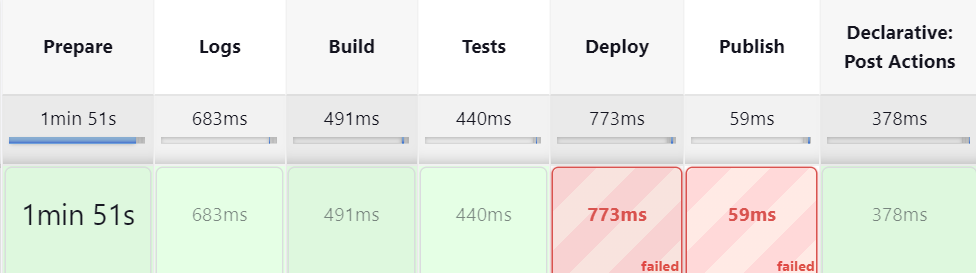 Prepare
Logs
Build
Tests
Deploy
Publish
Declarative:
Post Actions
1min 51s
683ms
491ms
440ms
773ms
59ms
378ms
1min 51s
683ms
491ms
440ms
773ms
failed
59ms
failed
378ms